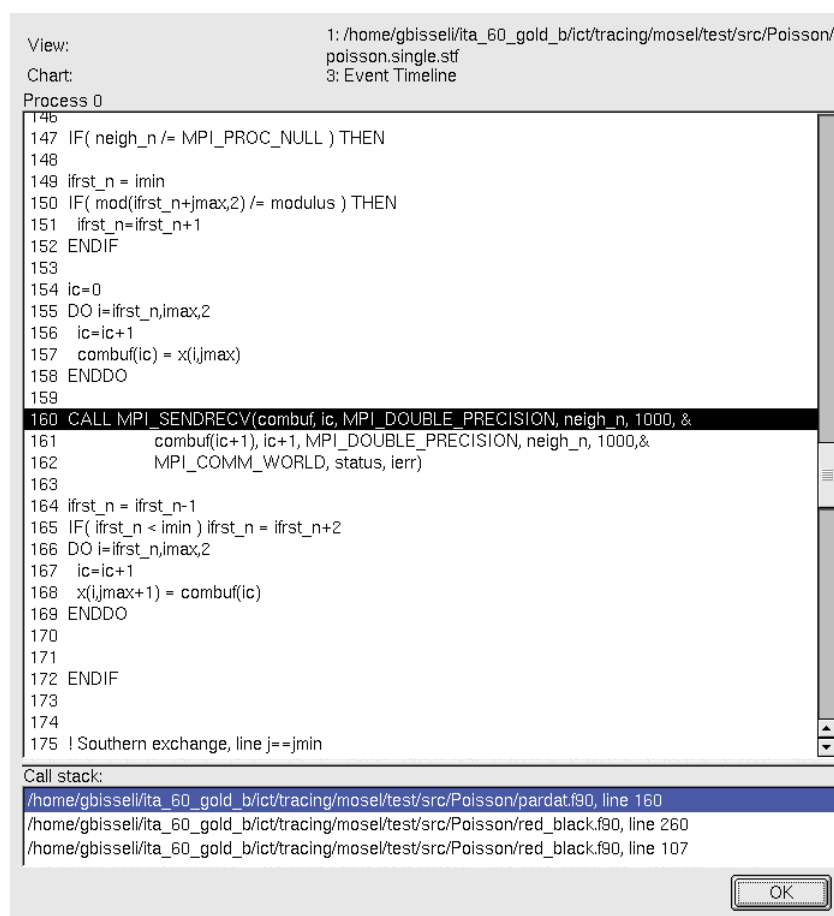 View:
1: /home/gbisseli/ita_60_gold_b/ict/tracing/mosel/test/src/Poisson/
poisson.single.stf
Chart:
3: Event Timeline
Process 0
146
147 IF( neigh_n /= MPI_PROC_NULL ) THEN
148
149 ifrst_n = imin
150 IF( mod(ifrst_n+jmax,2) /= modulus ) THEN
151 ifrst_n=ifrst_n+1
152 ENDIF
153
154 ic=0
155 DO i=ifrst_n,imax,2
156 ic=ic+1
157 combuf(ic) = x(i,jmax)
158 ENDDO
159
160 CALL MPI_SENDRECV(combuf, ic, MPI_DOUBLE_PRECISION, neigh_n, 1000, &
161 combuf(ic+1), ic+1, MPI_DOUBLE_PRECISION, neigh_n, 1000,&
162 MPI_COMM_WORLD, status, ierr)
163
164 ifrst_n = ifrst_n-1
165 IF( ifrst_n < imin ) ifrst_n = ifrst_n+2
166 DO i=ifrst_n,imax,2
167 ic=ic+1
168 x(i,jmax+1) = combuf(ic)
169 ENDDO
170
171
172 ENDIF
173
174
175 ! Southern exchange, line j==jmin
Call stack:
/home/gbisseli/ita_60_gold_b/ict/tracing/mosel/test/src/Poisson/pardat.f90, line 160
/home/gbisseli/ita_60_gold_b/ict/tracing/mosel/test/src/Poisson/red_black.f90, line 260
/home/gbisseli/ita_60_gold_b/ict/tracing/mosel/test/src/Poisson/red_black.f90, line 107
OK